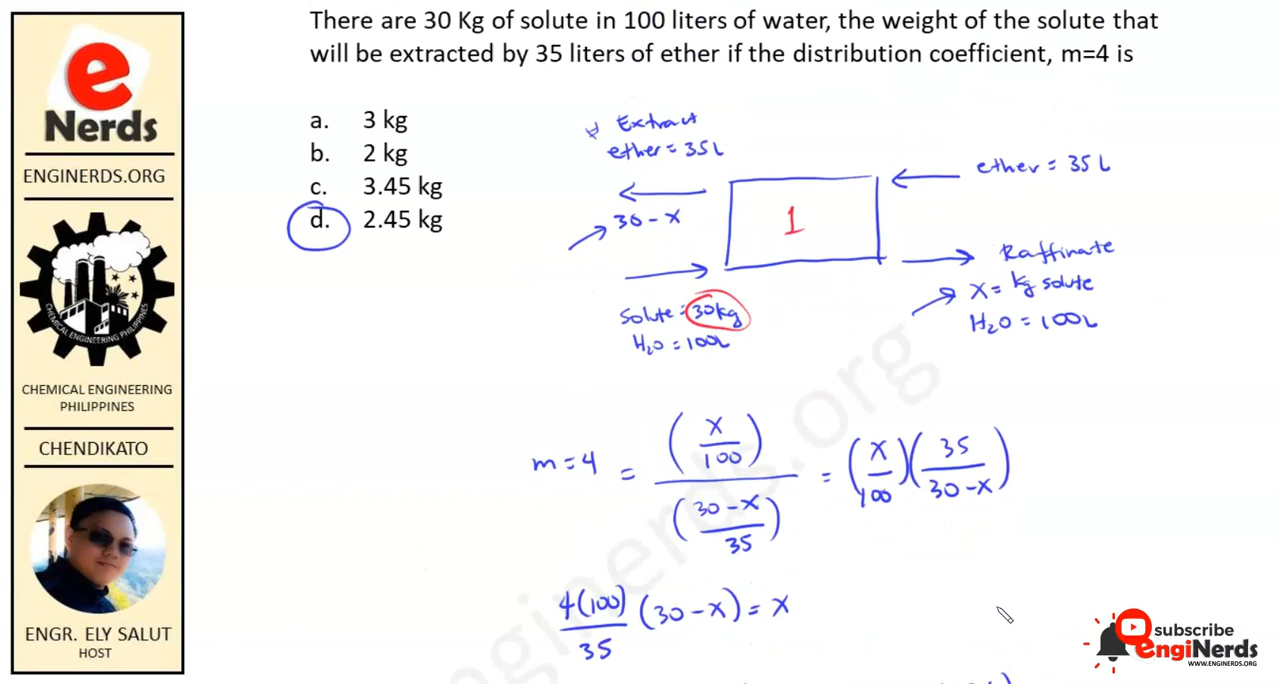 There are 30 Kg of solute in 100 liters of water, the weight of the solute that
will be extracted by 35 liters of ether if the distribution coefficient, m=4 is
a. 3 kg
b. 2 kg
c. 3.45 kg
d. 2.45 kg
Extract
ether = 35L
ether = 35 L
30 - x
1
Raffinate
x = kg solute
H₂O = 100L
Solute = 30kg
H₂O = 100L
m = 4 = (x/100) / ((30 - x)/35) = (x/100)(35/(30 - x))
4(100)/35 (30 - x) = x
e
Nerds
ENGINERDS.ORG
CHEMICAL ENGINEERING PHILIPPINES
CHEMICAL ENGINEERING
PHILIPPINES
CHENDIKATO
ENGR. ELY SALUT
HOST
enginerds.org
subscribe
engiNerds
WWW.ENGINERDS.ORG